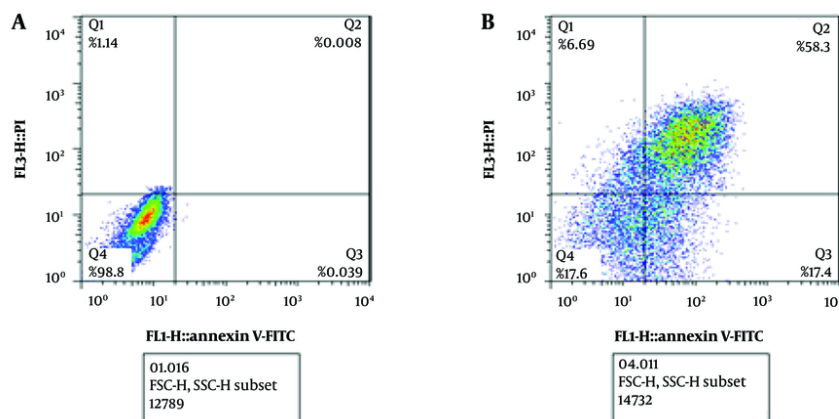 A
Q1
%1.14
Q2
%0.008
10⁴
10³
10²
10¹
10⁰
FL3-H::PI
Q4
%98.8
Q3
%0.039
10⁰ 10¹ 10² 10³ 10⁴
FL1-H::annexin V-FITC
01.016
FSC-H, SSC-H subset
12789
B
Q1
%6.69
Q2
%58.3
10⁴
10³
10²
10¹
10⁰
FL3-H::PI
Q4
%17.6
Q3
%17.4
10⁰ 10¹ 10² 10³ 10
FL1-H::annexin V-FITC
04.011
FSC-H, SSC-H subset
14732